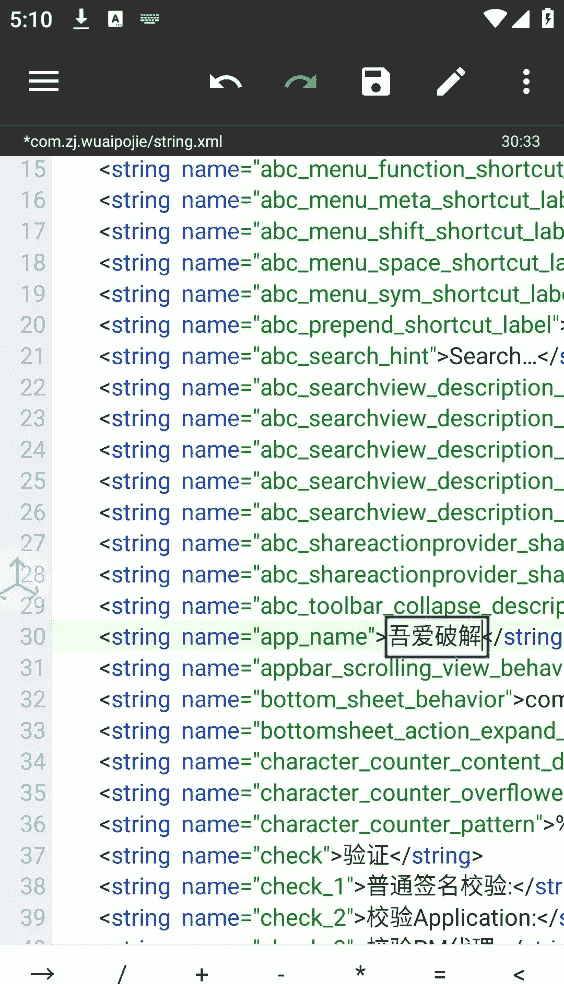 5:10
*com.zj.wuaipojie/string.xml 30:33
15 <string name="abc_menu_function_shortcut
16 <string name="abc_menu_meta_shortcut_lab
17 <string name="abc_menu_shift_shortcut_lab
18 <string name="abc_menu_space_shortcut_la
19 <string name="abc_menu_sym_shortcut_labe
20 <string name="abc_prepend_shortcut_label">
21 <string name="abc_search_hint">Search…</s
22 <string name="abc_searchview_description_
23 <string name="abc_searchview_description_
24 <string name="abc_searchview_description_
25 <string name="abc_searchview_description_
26 <string name="abc_searchview_description_
27 <string name="abc_shareactionprovider_sha
28 <string name="abc_shareactionprovider_sha
29 <string name="abc_toolbar_collapse_descrip
30 <string name="app_name">吾爱破解</string
31 <string name="appbar_scrolling_view_behav
32 <string name="bottom_sheet_behavior">com
33 <string name="bottomsheet_action_expand_
34 <string name="character_counter_content_d
35 <string name="character_counter_overflowe
36 <string name="character_counter_pattern">%
37 <string name="check">验证</string>
38 <string name="check_1">普通签名校验:</str
39 <string name="check_2">校验Application:</s
→ / + - * = <